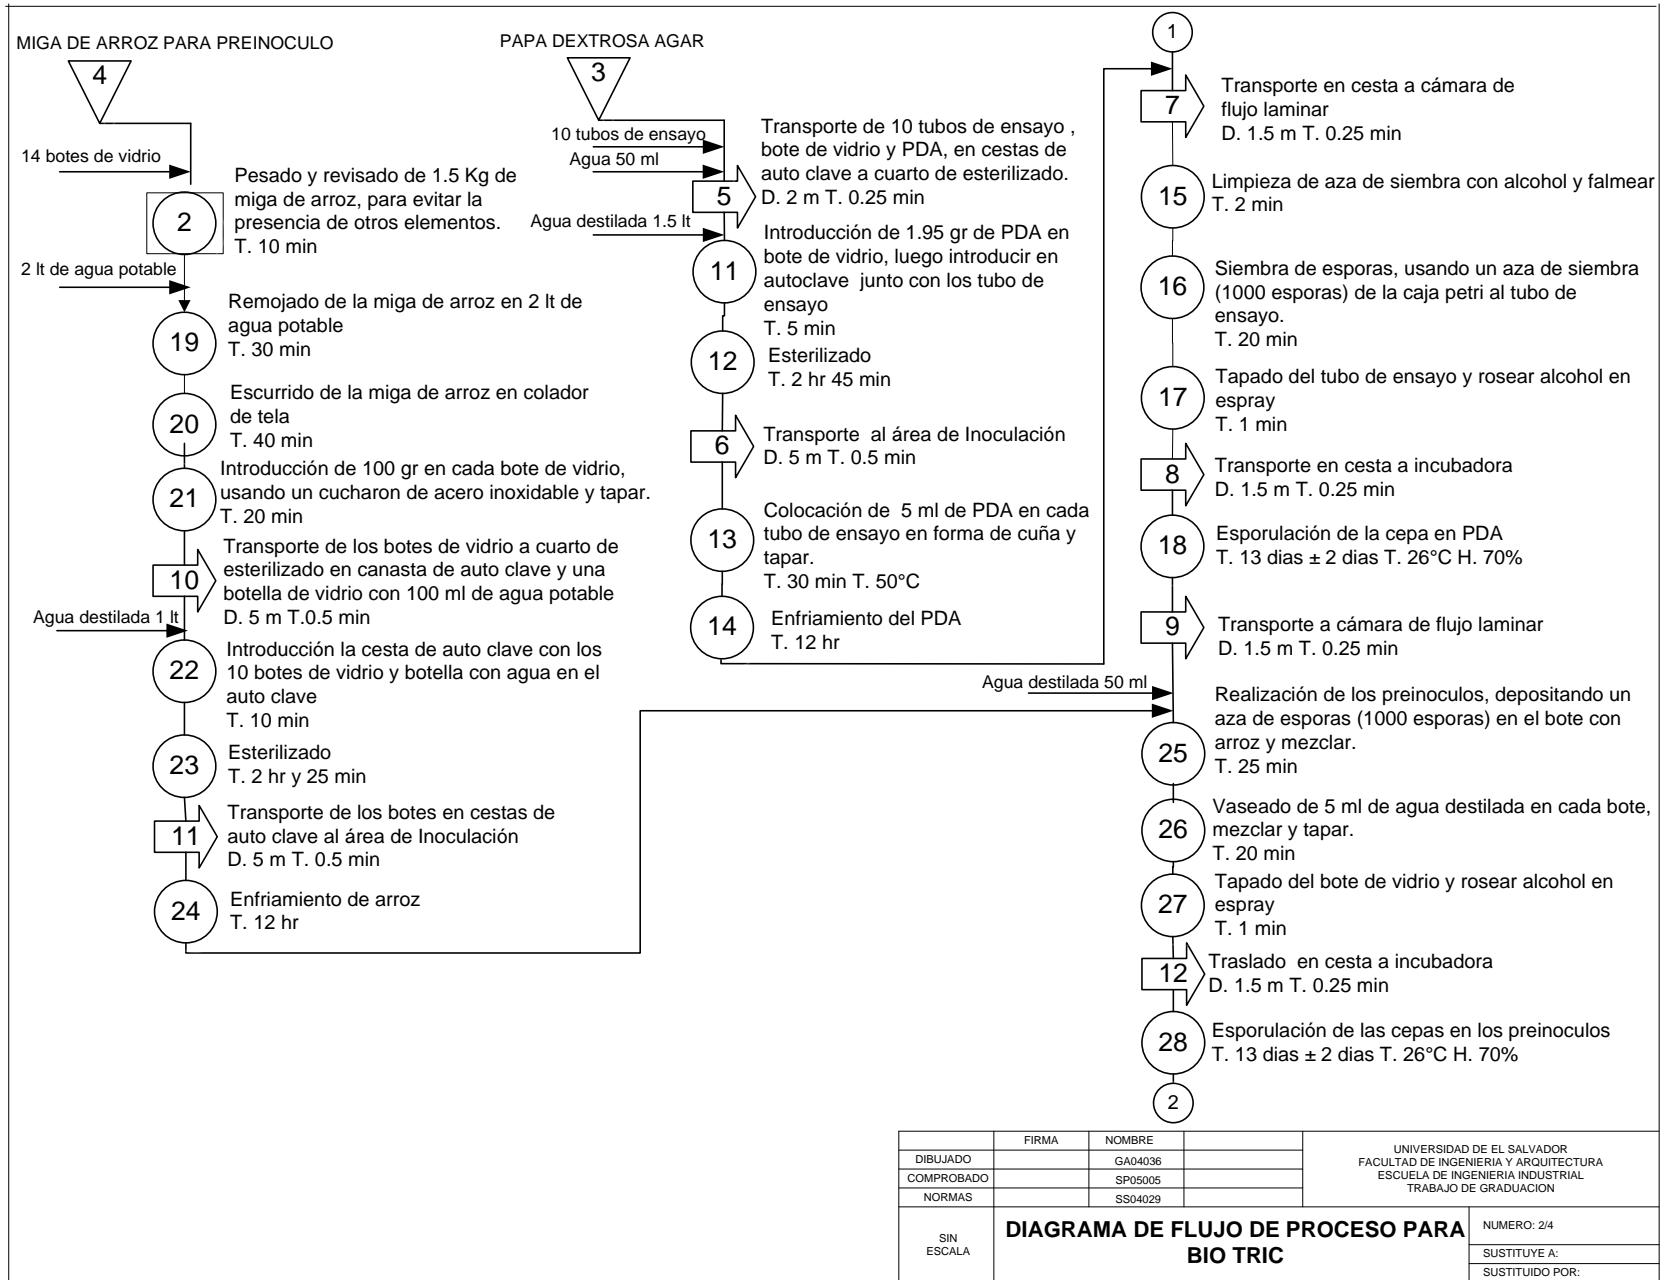 MIGA DE ARROZ PARA PREINOCULO
4
14 botes de vidrio
2
Pesado y revisado de 1.5 Kg de
miga de arroz, para evitar la
presencia de otros elementos.
T. 10 min
2 lt de agua potable
19
Remojado de la miga de arroz en 2 lt de
agua potable
T. 30 min
20
Escurrido de la miga de arroz en colador
de tela
T. 40 min
21
Introducción de 100 gr en cada bote de vidrio,
usando un cucharon de acero inoxidable y tapar.
T. 20 min
10
Transporte de los botes de vidrio a cuarto de
esterilizado en canasta de auto clave y una
botella de vidrio con 100 ml de agua potable
D. 5 m T.0.5 min
Agua destilada 1 lt
22
Introducción la cesta de auto clave con los
10 botes de vidrio y botella con agua en el
auto clave
T. 10 min
23
Esterilizado
T. 2 hr y 25 min
11
Transporte de los botes en cestas de
auto clave al área de Inoculación
D. 5 m T. 0.5 min
24
Enfriamiento de arroz
T. 12 hr
PAPA DEXTROSA AGAR
3
10 tubos de ensayo
Agua 50 ml
5
Transporte de 10 tubos de ensayo ,
bote de vidrio y PDA, en cestas de
auto clave a cuarto de esterilizado.
D. 2 m T. 0.25 min
Agua destilada 1.5 lt
11
Introducción de 1.95 gr de PDA en
bote de vidrio, luego introducir en
autoclave junto con los tubo de
ensayo
T. 5 min
12
Esterilizado
T. 2 hr 45 min
6
Transporte al área de Inoculación
D. 5 m T. 0.5 min
13
Colocación de 5 ml de PDA en cada
tubo de ensayo en forma de cuña y
tapar.
T. 30 min T. 50°C
14
Enfriamiento del PDA
T. 12 hr
1
7
Transporte en cesta a cámara de
flujo laminar
D. 1.5 m T. 0.25 min
15
Limpieza de aza de siembra con alcohol y falmear
T. 2 min
16
Siembra de esporas, usando un aza de siembra
(1000 esporas) de la caja petri al tubo de
ensayo.
T. 20 min
17
Tapado del tubo de ensayo y rosear alcohol en
espray
T. 1 min
8
Transporte en cesta a incubadora
D. 1.5 m T. 0.25 min
18
Esporulación de la cepa en PDA
T. 13 dias ± 2 dias T. 26°C H. 70%
9
Transporte a cámara de flujo laminar
D. 1.5 m T. 0.25 min
Agua destilada 50 ml
25
Realización de los preinoculos, depositando un
aza de esporas (1000 esporas) en el bote con
arroz y mezclar.
T. 25 min
26
Vaseado de 5 ml de agua destilada en cada bote,
mezclar y tapar.
T. 20 min
27
Tapado del bote de vidrio y rosear alcohol en
espray
T. 1 min
12
Traslado en cesta a incubadora
D. 1.5 m T. 0.25 min
28
Esporulación de las cepas en los preinoculos
T. 13 dias ± 2 dias T. 26°C H. 70%
2
FIRMA NOMBRE
DIBUJADO GA04036
COMPROBADO SP05005
NORMAS SS04029
UNIVERSIDAD DE EL SALVADOR
FACULTAD DE INGENIERIA Y ARQUITECTURA
ESCUELA DE INGENIERIA INDUSTRIAL
TRABAJO DE GRADUACION
SIN
ESCALA
DIAGRAMA DE FLUJO DE PROCESO PARA
BIO TRIC
NUMERO: 2/4
SUSTITUYE A:
SUSTITUIDO POR: